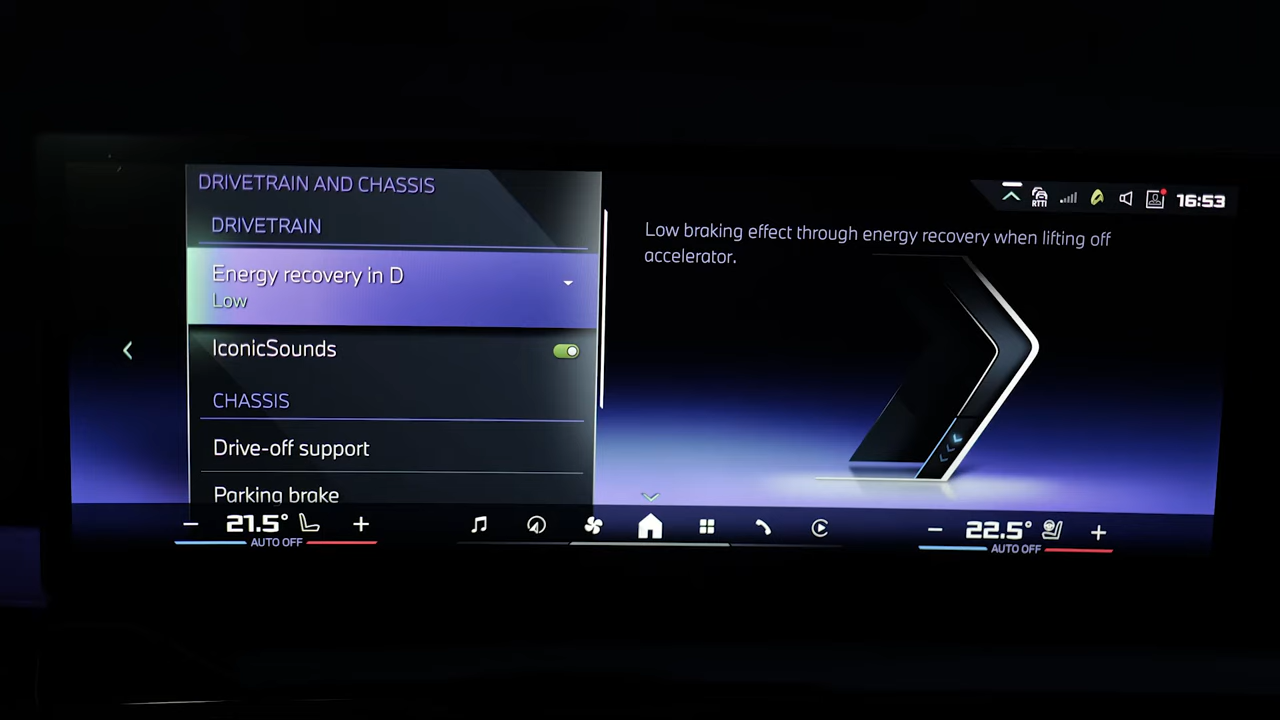 DRIVETRAIN AND CHASSIS
DRIVETRAIN
Energy recovery in D
Low
IconicSounds
CHASSIS
Drive-off support
Parking brake
RTTI
16:53
Low braking effect through energy recovery when lifting off
accelerator.
− 21.5° +
AUTO OFF
− 22.5° +
AUTO OFF